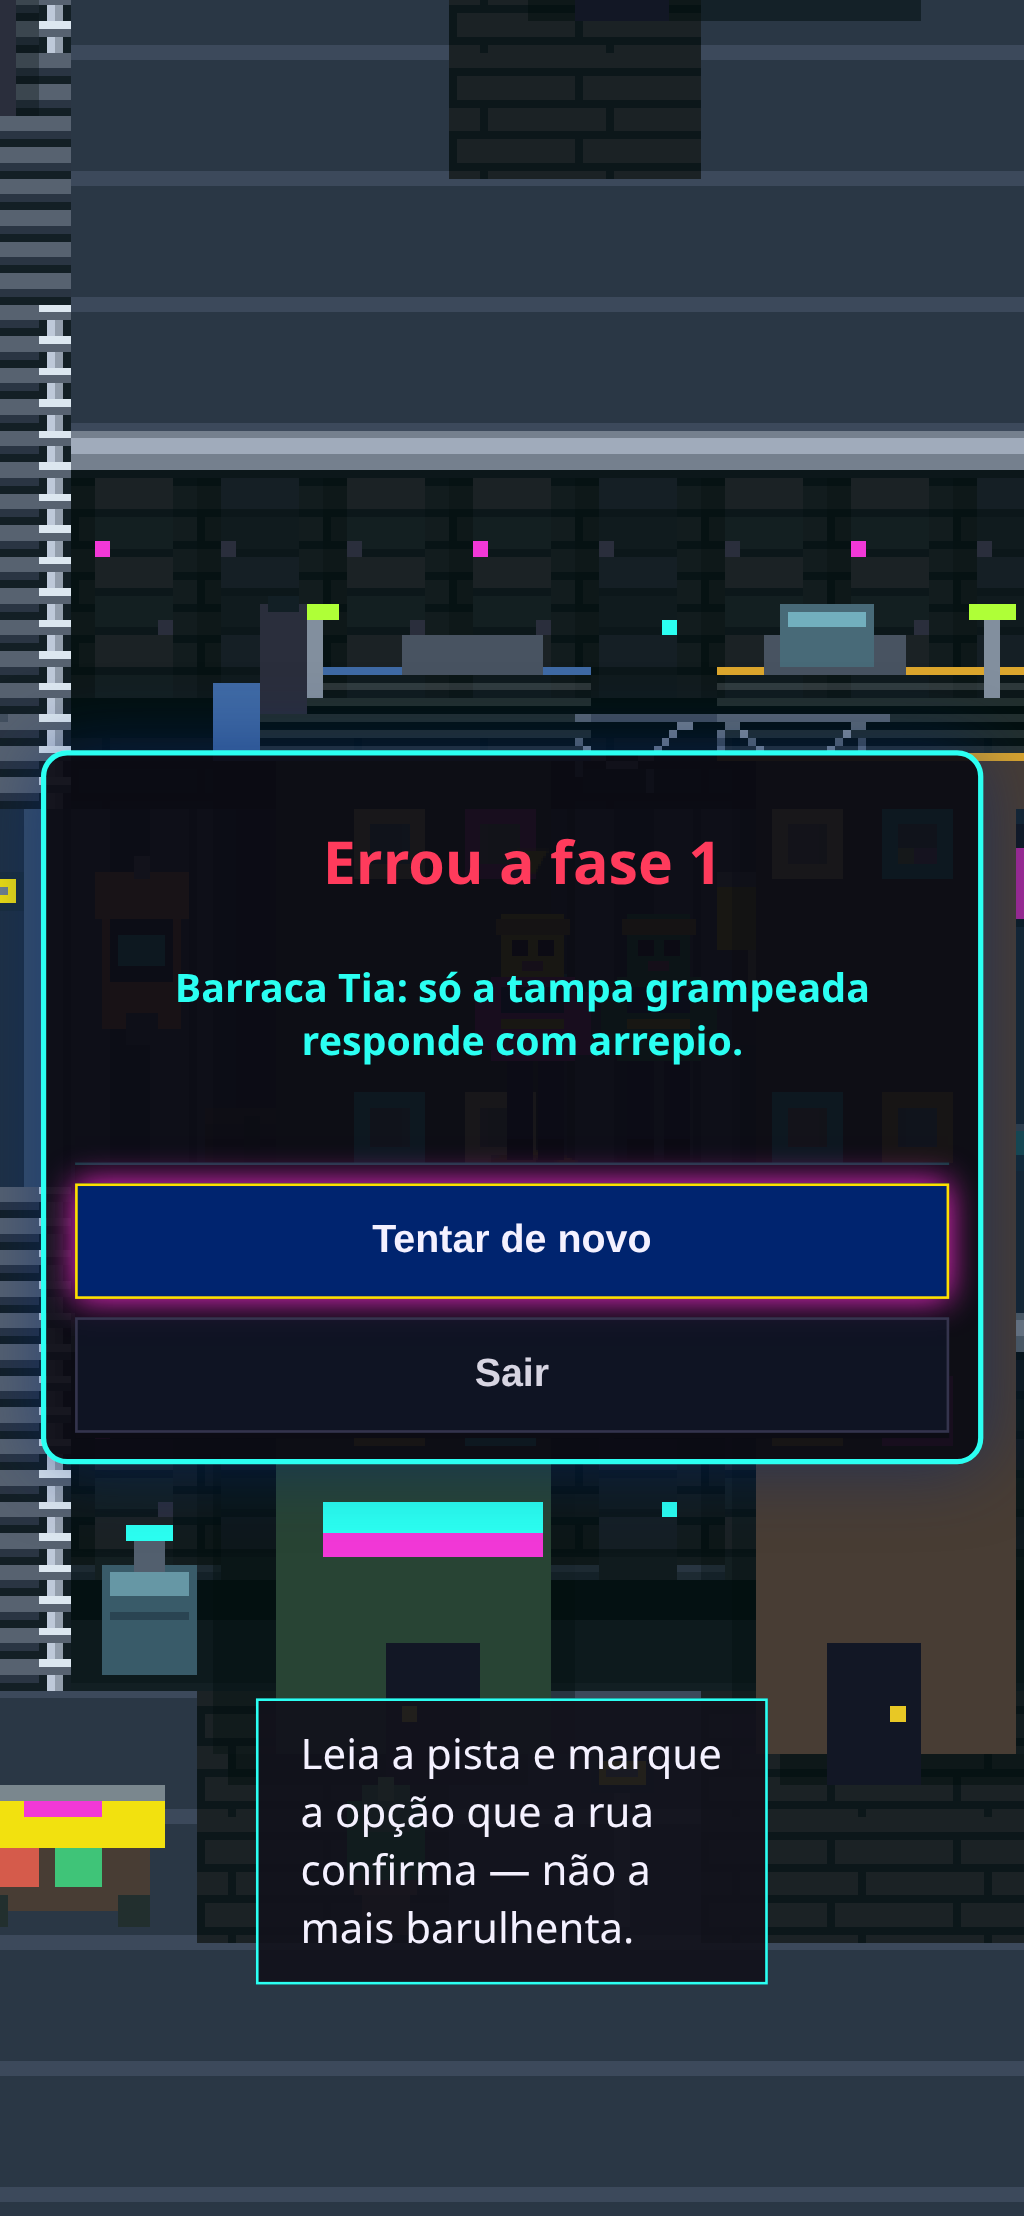 Errou a fase 1
Barraca Tia: só a tampa grampeada
responde com arrepio.
Tentar de novo
Sair
Leia a pista e marque
a opção que a rua
confirma — não a
mais barulhenta.